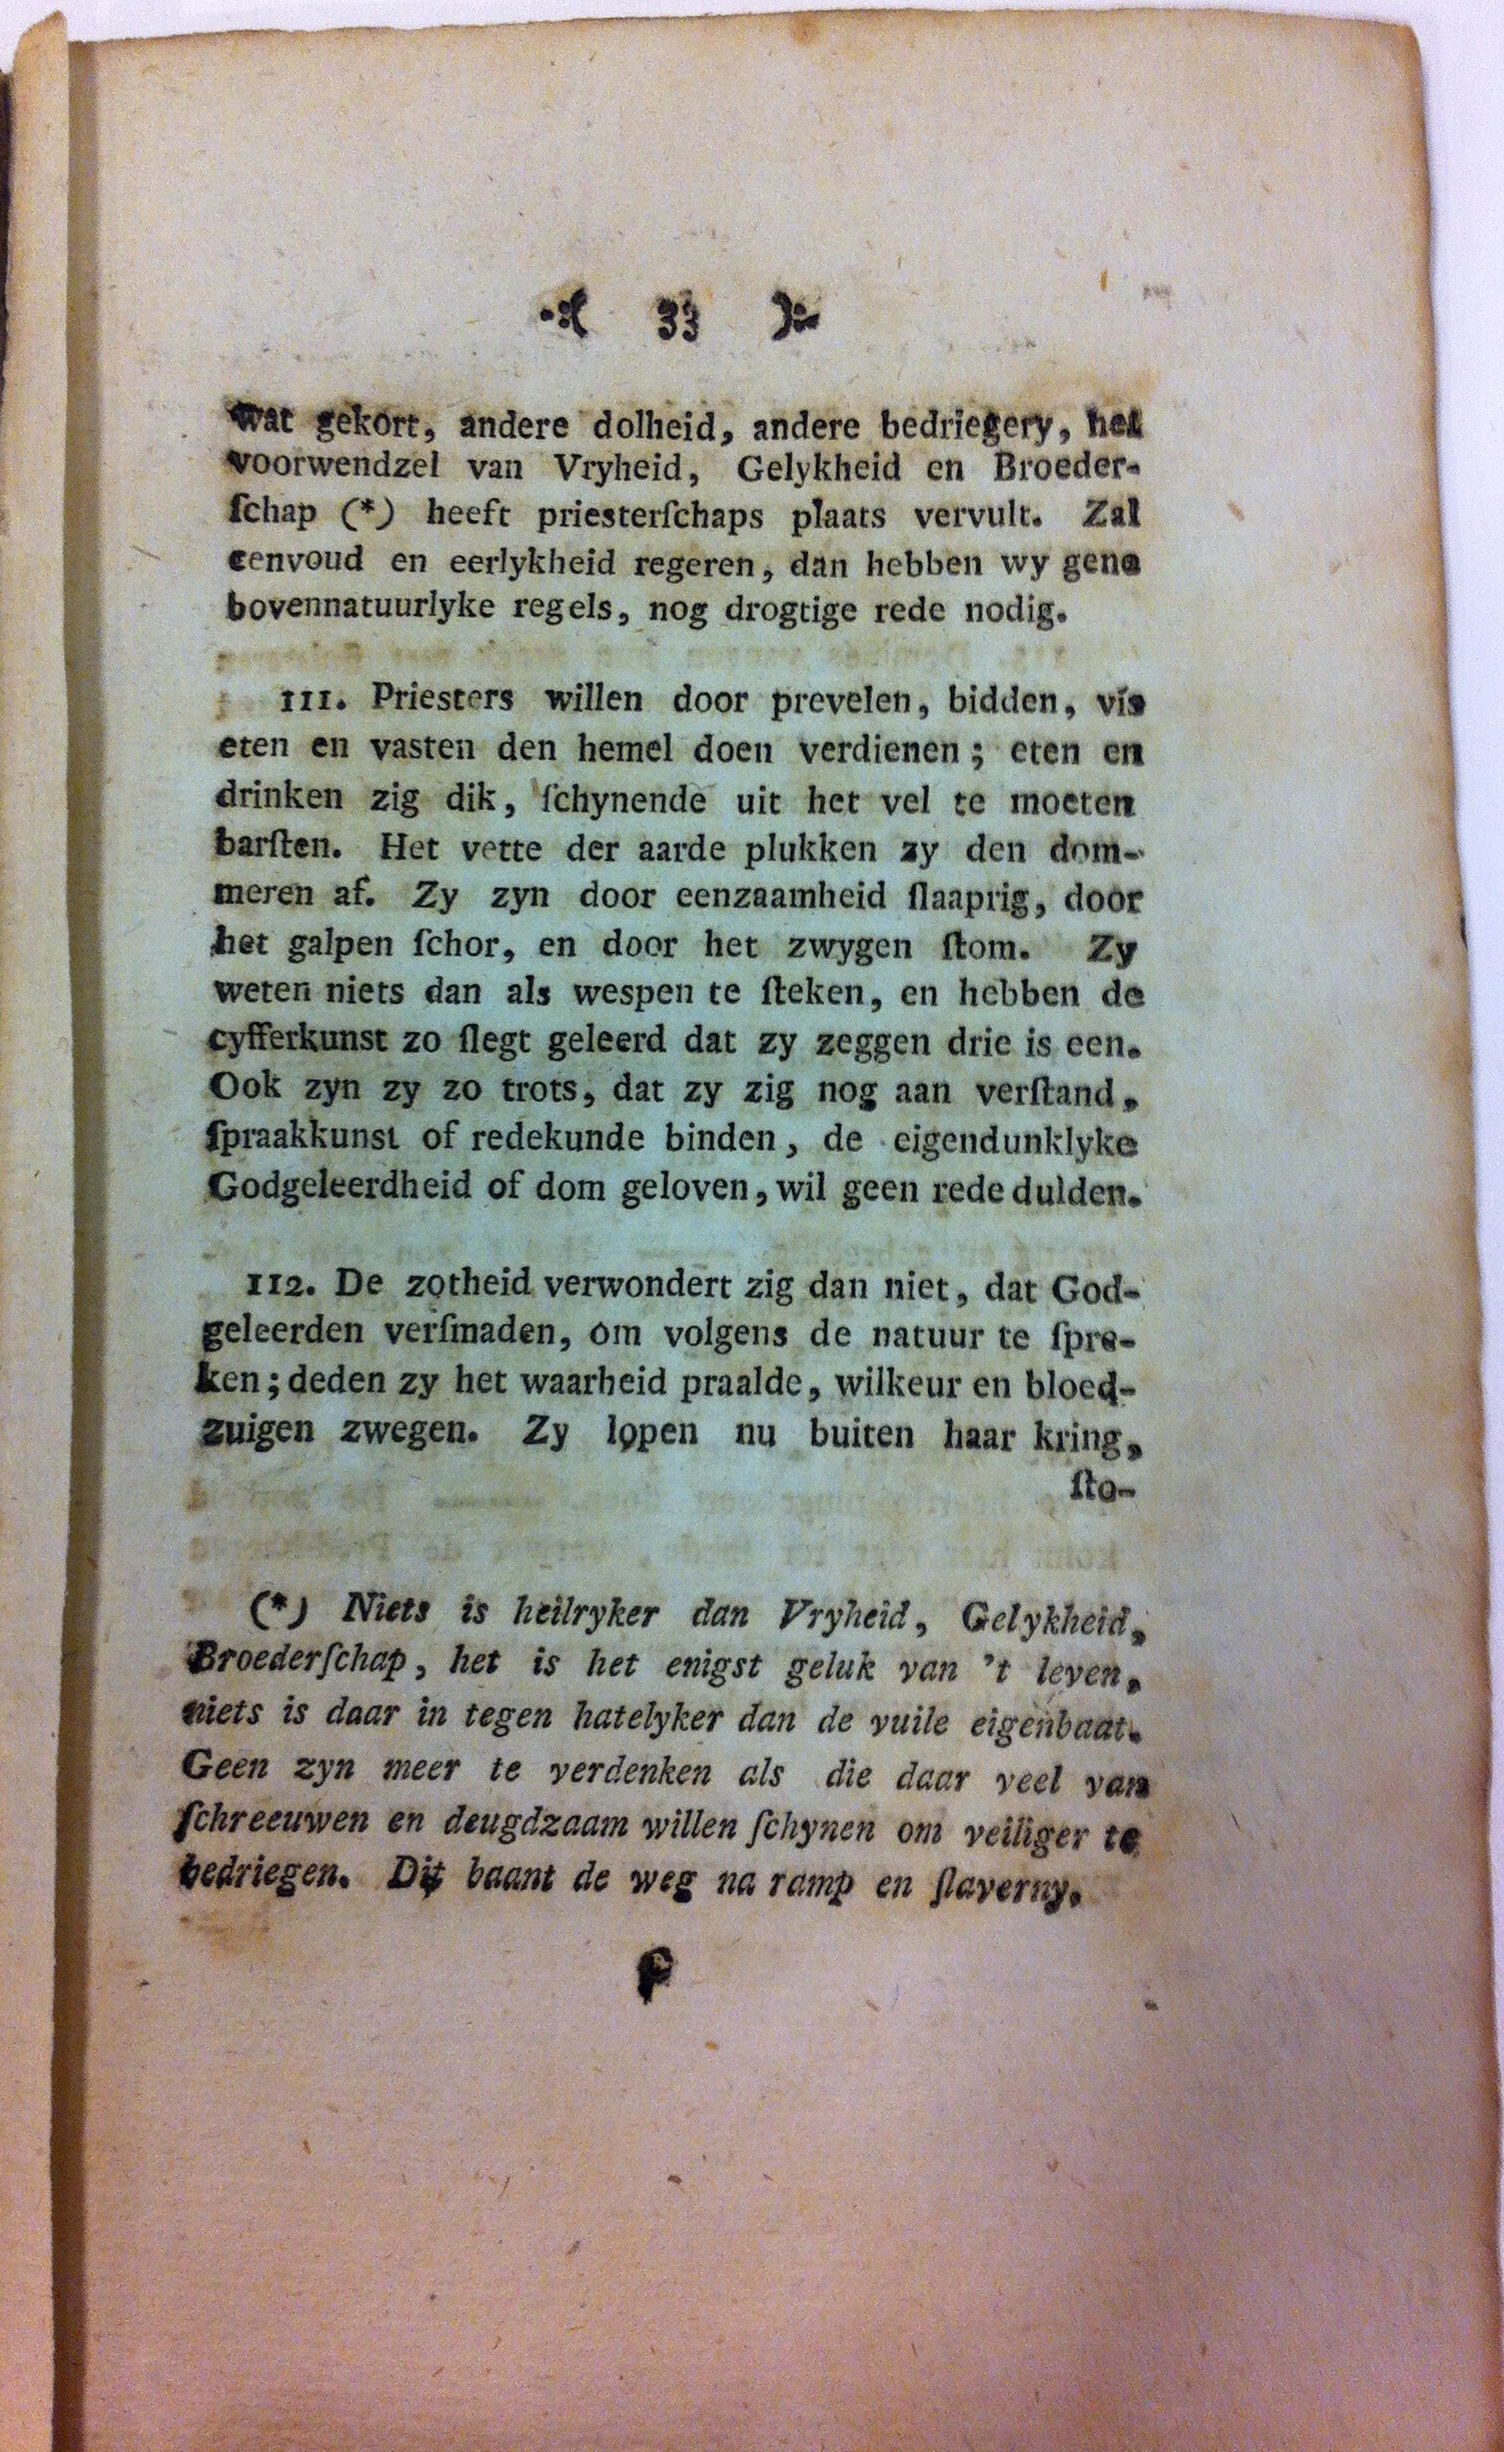 33
wat gekort, andere dolheid, andere bedriegery, het
voorwendzel van Vryheid, Gelykheid en Broeder-
ſchap (*) heeft priesterſchaps plaats vervult. Zal
eenvoud en eerlykheid regeren, dan hebben wy gene
bovennatuurlyke regels, nog drogtige rede nodig.
111. Priesters willen door prevelen, bidden, vis
eten en vasten den hemel doen verdienen; eten en
drinken zig dik, ſchynende uit het vel te moeten
barſten. Het vette der aarde plukken zy den dom-
meren af. Zy zyn door eenzaamheid ſlaaprig, door
het galpen ſchor, en door het zwygen ſtom. Zy
weten niets dan als wespen te ſteken, en hebben de
cyfferkunst zo ſlegt geleerd dat zy zeggen drie is een.
Ook zyn zy zo trots, dat zy zig nog aan verſtand,
ſpraakkunst of redekunde binden, de eigendunklyke
Godgeleerdheid of dom geloven, wil geen rede dulden.
112. De zotheid verwondert zig dan niet, dat God-
geleerden verſmaden, om volgens de natuur te ſpre-
ken; deden zy het waarheid praalde, wilkeur en bloed-
zuigen zwegen. Zy lopen nu buiten haar kring,
ſto-
(*) Niets is heilryker dan Vryheid, Gelykheid,
Broederſchap, het is het enigst geluk van 't leven,
niets is daar in tegen hatelyker dan de vuile eigenbaat.
Geen zyn meer te verdenken als die daar veel van
ſchreeuwen en deugdzaam willen ſchynen om veiliger te
bedriegen. Dit baant de weg na ramp en ſlaverny.
F